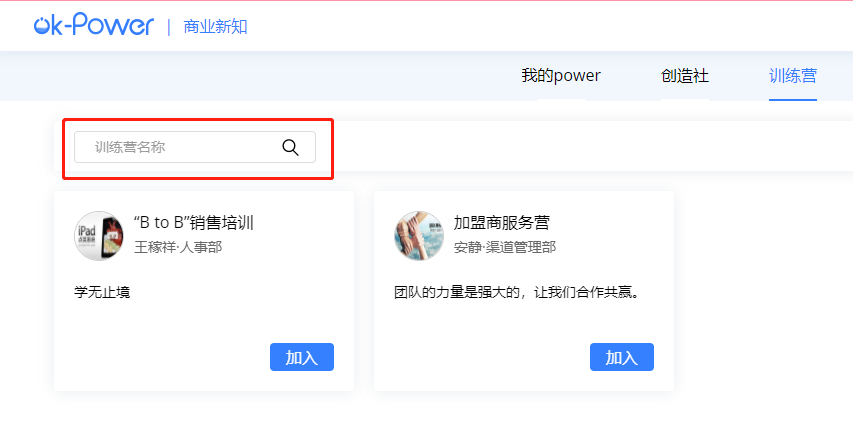 ok-Power | 商业新知
我的power 创造社 训练营
训练营名称
“B to B”销售培训
王稼祥·人事部
学无止境
加入
加盟商服务营
安静·渠道管理部
团队的力量是强大的，让我们合作共赢。
加入
iPad